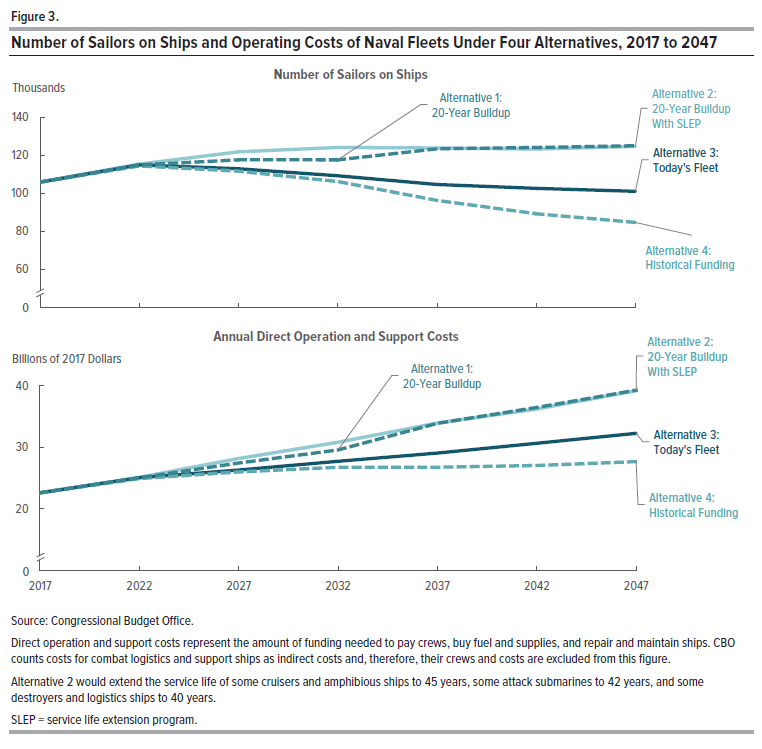 Figure 3.
Number of Sailors on Ships and Operating Costs of Naval Fleets Under Four Alternatives, 2017 to 2047
Number of Sailors on Ships
Thousands
140
120
100
80
60
0
Alternative 1:
20-Year Buildup
Alternative 2:
20-Year Buildup
With SLEP
Alternative 3:
Today's Fleet
Alternative 4:
Historical Funding
Annual Direct Operation and Support Costs
Billions of 2017 Dollars
40
30
20
0
Alternative 1:
20-Year Buildup
Alternative 2:
20-Year Buildup
With SLEP
Alternative 3:
Today's Fleet
Alternative 4:
Historical Funding
2017 2022 2027 2032 2037 2042 2047
Source: Congressional Budget Office.
Direct operation and support costs represent the amount of funding needed to pay crews, buy fuel and supplies, and repair and maintain ships. CBO
counts costs for combat logistics and support ships as indirect costs and, therefore, their crews and costs are excluded from this figure.
Alternative 2 would extend the service life of some cruisers and amphibious ships to 45 years, some attack submarines to 42 years, and some
destroyers and logistics ships to 40 years.
SLEP = service life extension program.